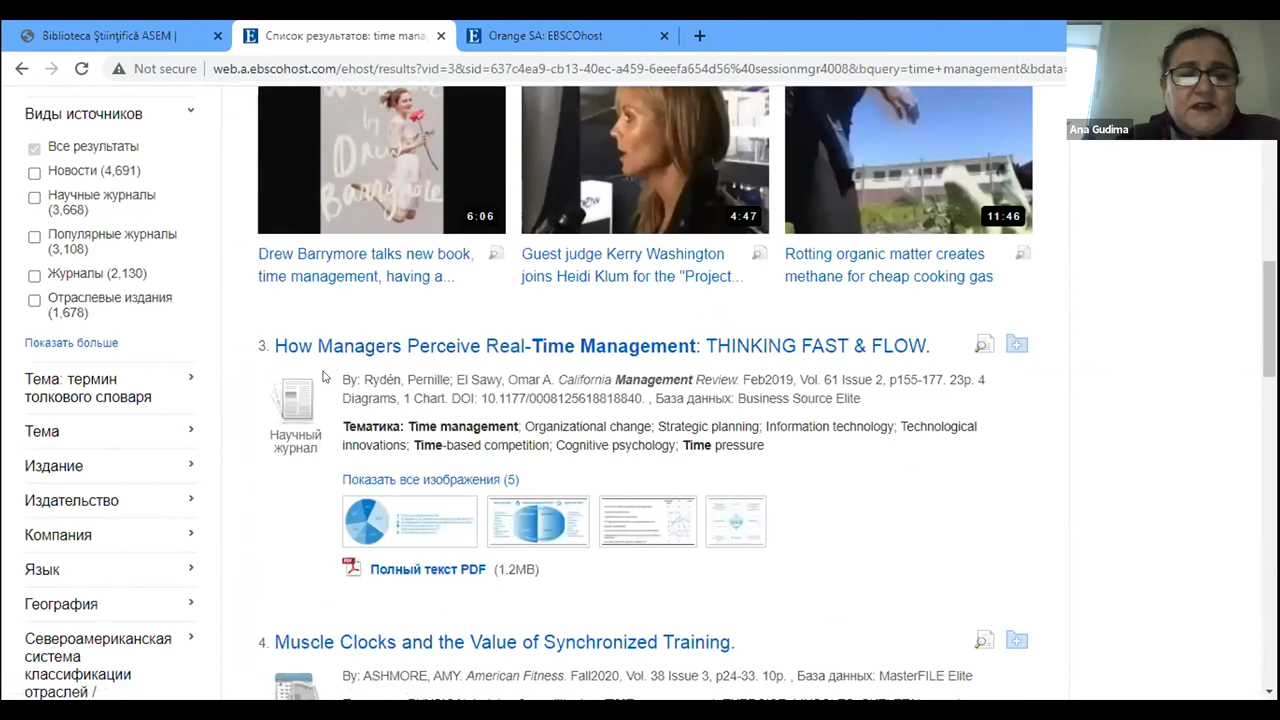 Biblioteca Științifică ASEM |
Список результатов: time mana
Orange SA: EBSCOhost
Not secure
web.a.ebscohost.com/ehost/results?vid=3&sid=637c4ea9-cb13-40ec-a459-6eeefa654d56%40sessionmgr4008&bquery=time+management&bdata=
Ana Gudima
Виды источников
Все результаты
Новости (4,691)
Научные журналы
(3,668)
Популярные журналы
(3,108)
Журналы (2,130)
Отраслевые издания
(1,678)
Показать больше
Тема: термин
толкового словаря
Тема
Издание
Издательство
Компания
Язык
География
Североамериканская
система
классификации
отраслей /
by
Drew
Barrymore
6:06
4:47
11:46
Drew Barrymore talks new book,
time management, having a...
Guest judge Kerry Washington
joins Heidi Klum for the "Project...
Rotting organic matter creates
methane for cheap cooking gas
3. How Managers Perceive Real-Time Management: THINKING FAST & FLOW.
By: Rydén, Pernille; El Sawy, Omar A. California Management Review. Feb2019, Vol. 61 Issue 2, p155-177. 23p. 4
Diagrams, 1 Chart. DOI: 10.1177/0008125618818840. , База данных: Business Source Elite
Научный
журнал
Тематика: Time management; Organizational change; Strategic planning; Information technology; Technological
innovations; Time-based competition; Cognitive psychology; Time pressure
Показать все изображения (5)
PDF
Полный текст PDF (1.2MB)
4. Muscle Clocks and the Value of Synchronized Training.
By: ASHMORE, AMY. American Fitness. Fall2020, Vol. 38 Issue 3, p24-33. 10p. , База данных: MasterFILE Elite